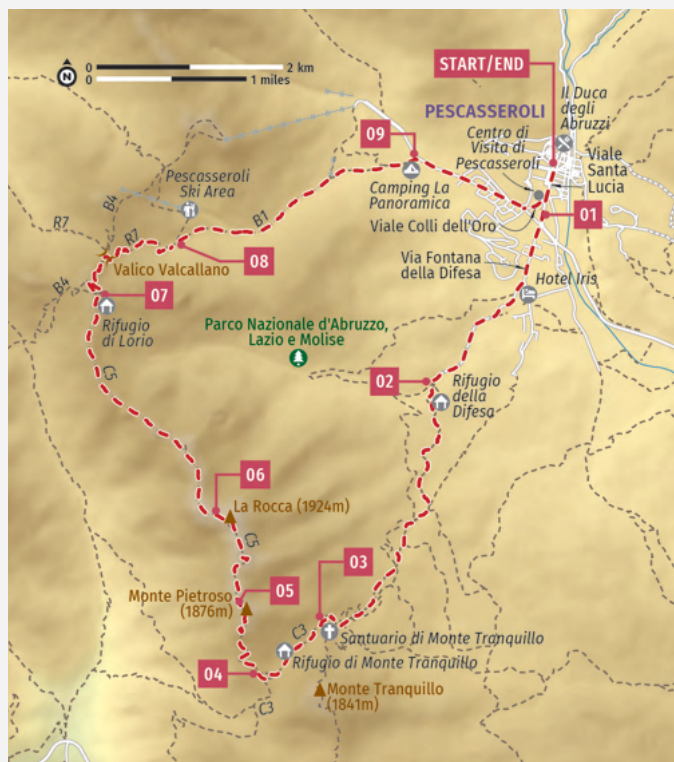 N
0
2 km
0
1 miles
START/END
PESCASSEROLI
Il Duca
degli
Abruzzi
Centro di
Visita di
Pescasseroli
Viale
Santa
Lucia
09
Camping La
Panoramica
01
Viale Colli dell'Oro
Pescasseroli
Ski Area
B4
R7
R7
B1
08
Via Fontana
della Difesa
Valico Valcallano
Hotel Iris
B4
07
Rifugio
di Lorio
Parco Nazionale d'Abruzzo,
Lazio e Molise
C5
02
Rifugio
della
Difesa
06
La Rocca (1924m)
C5
05
03
Monte Pietroso
(1876m)
C3
Santuario di Monte Tranquillo
Rifugio di Monte Tranquillo
04
C3
Monte Tranquillo
(1841m)